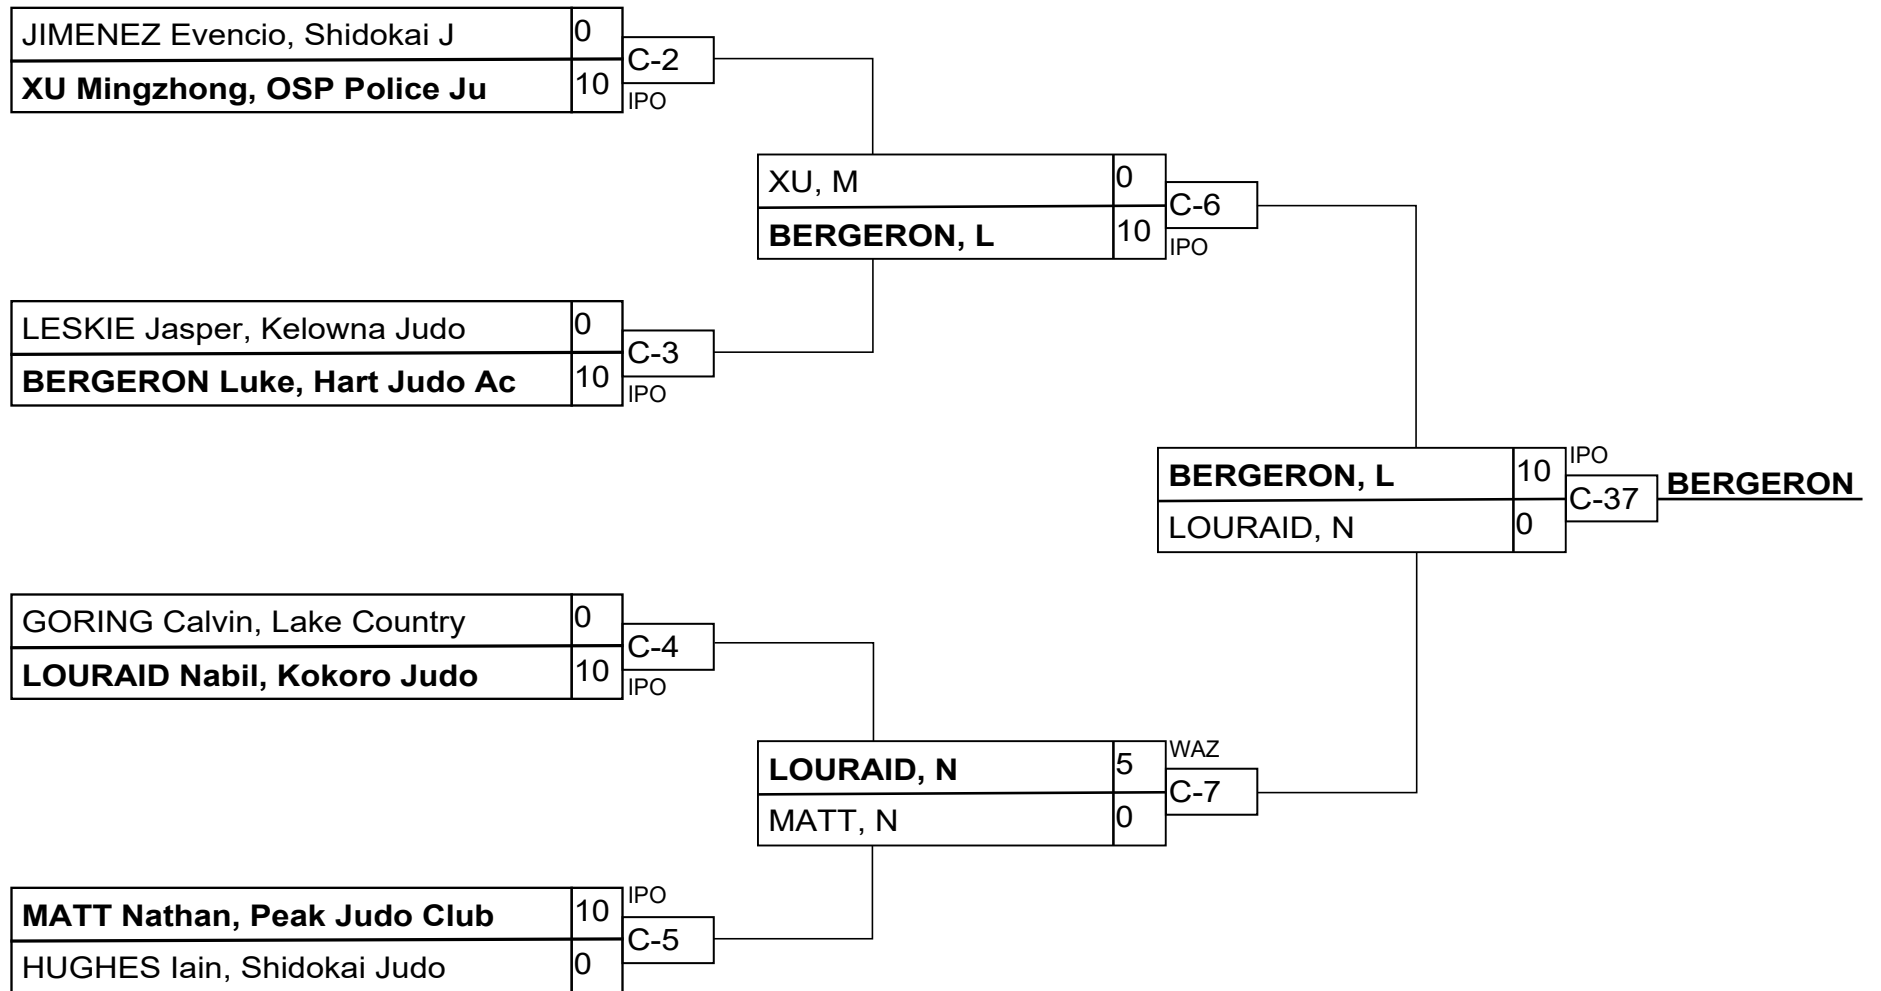 JIMENEZ Evencio, Shidokai J 0
C-2
XU Mingzhong, OSP Police Ju 10
IPO
XU, M 0
C-6
BERGERON, L 10
IPO
LESKIE Jasper, Kelowna Judo 0
C-3
BERGERON Luke, Hart Judo Ac 10
IPO
BERGERON, L 10
IPO
C-37
BERGERON
LOURAID, N 0
GORING Calvin, Lake Country 0
C-4
LOURAID Nabil, Kokoro Judo 10
IPO
LOURAID, N 5
WAZ
C-7
MATT, N 0
MATT Nathan, Peak Judo Club 10
IPO
C-5
HUGHES Iain, Shidokai Judo 0